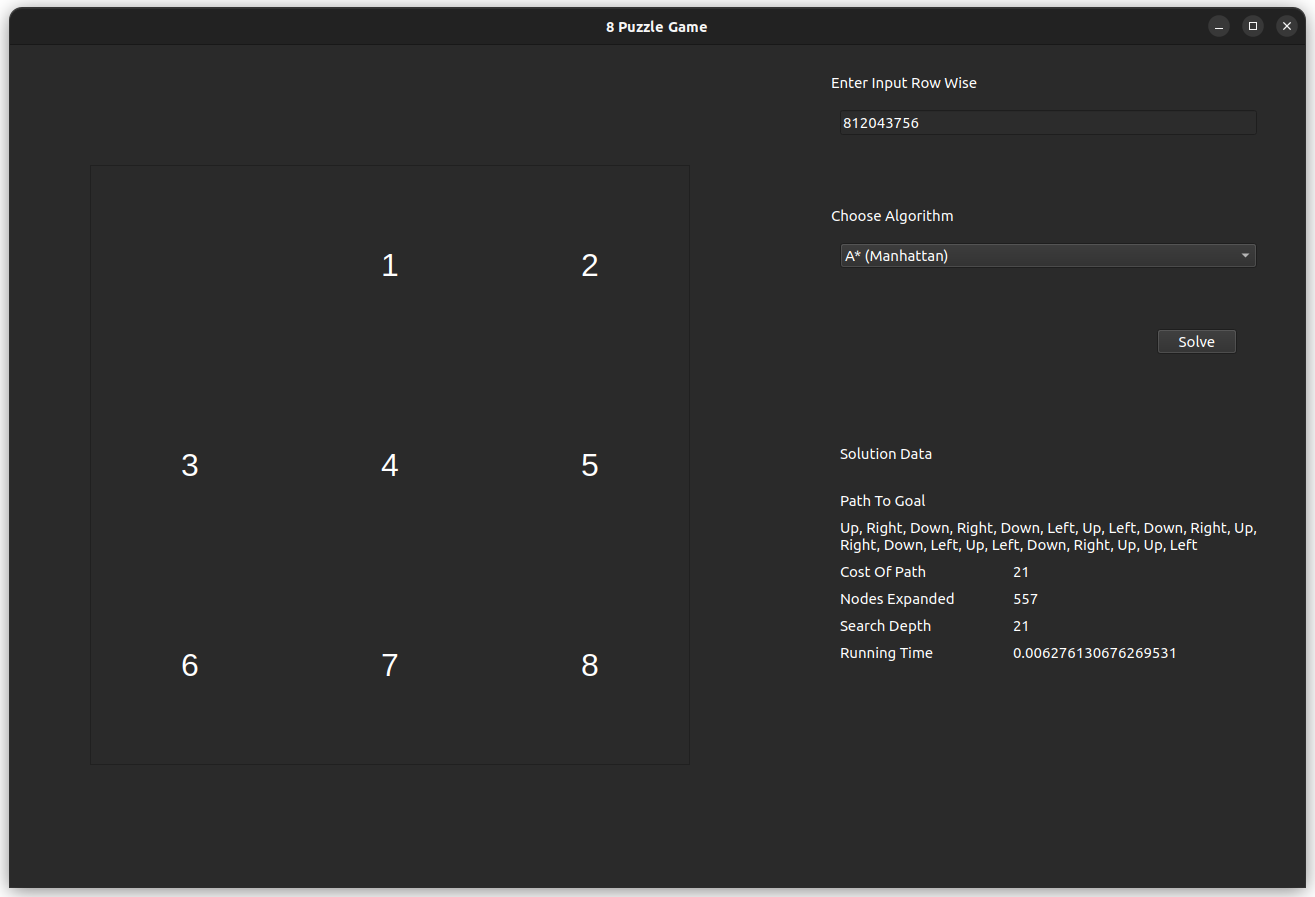 8 Puzzle Game
Enter Input Row Wise
812043756
Choose Algorithm
A* (Manhattan)
Solve
1 2
3 4 5
6 7 8
Solution Data
Path To Goal
Up, Right, Down, Right, Down, Left, Up, Left, Down, Right, Up,
Right, Down, Left, Up, Left, Down, Right, Up, Up, Left
Cost Of Path 21
Nodes Expanded 557
Search Depth 21
Running Time 0.006276130676269531